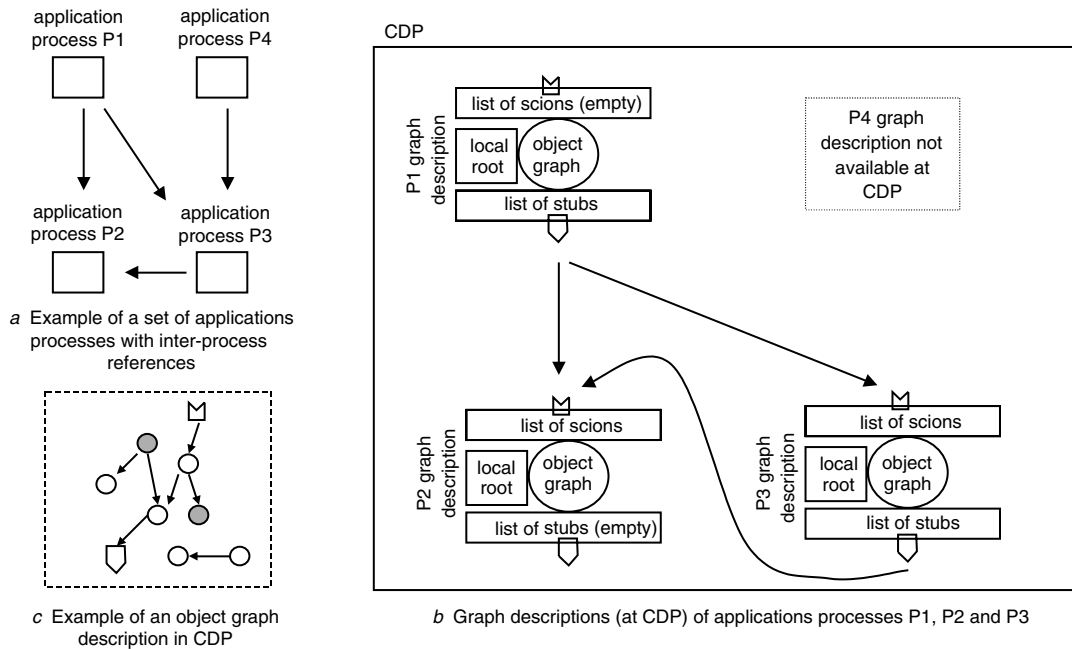 application
process P1
application
process P4
application
process P2
application
process P3
a Example of a set of applications
processes with inter-process
references
c Example of an object graph
description in CDP
CDP
list of scions (empty)
P1 graph
description
local
root
object
graph
list of stubs
P4 graph
description not
available at
CDP
list of scions
P2 graph
description
local
root
object
graph
list of stubs (empty)
list of scions
P3 graph
description
local
root
object
graph
list of stubs
b Graph descriptions (at CDP) of applications processes P1, P2 and P3